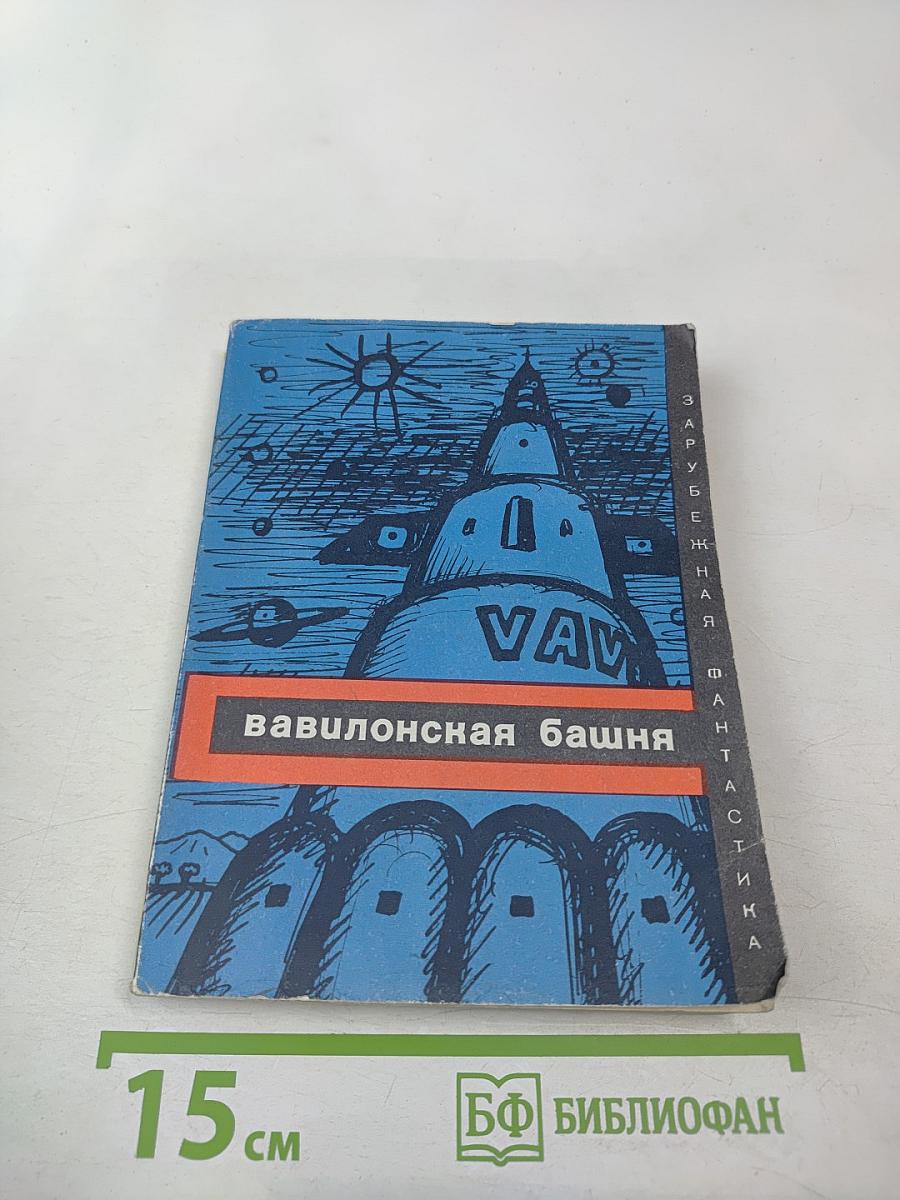 VAV
вавилонская башня
ЗАРУБЕЖНАЯ ФАНТАСТИКА
15 см
БФ БИБЛИОФАН